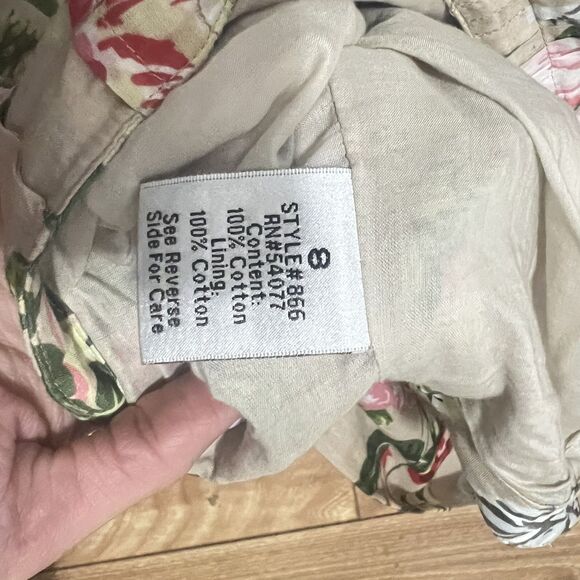 8
STYLE# 866
RN#54077
Content:
100% Cotton
Lining:
100% Cotton
See Reverse
Side For Care